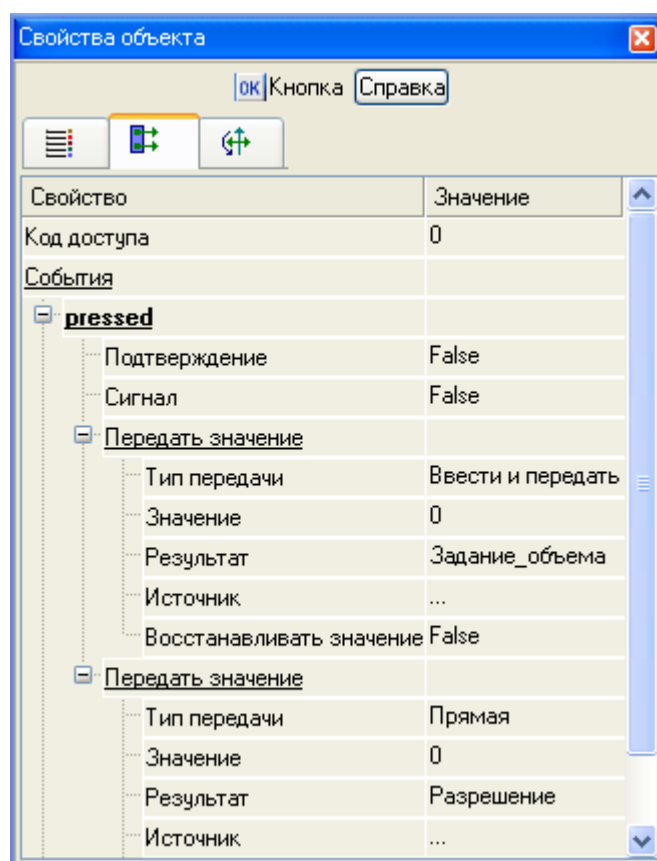 Свойства объекта
ок Кнопка Справка
Свойство Значение
Код доступа 0
События
pressed
Подтверждение False
Сигнал False
Передать значение
Тип передачи Ввести и передать
Значение 0
Результат Задание_объема
Источник ...
Восстанавливать значение False
Передать значение
Тип передачи Прямая
Значение 0
Результат Разрешение
Источник ...